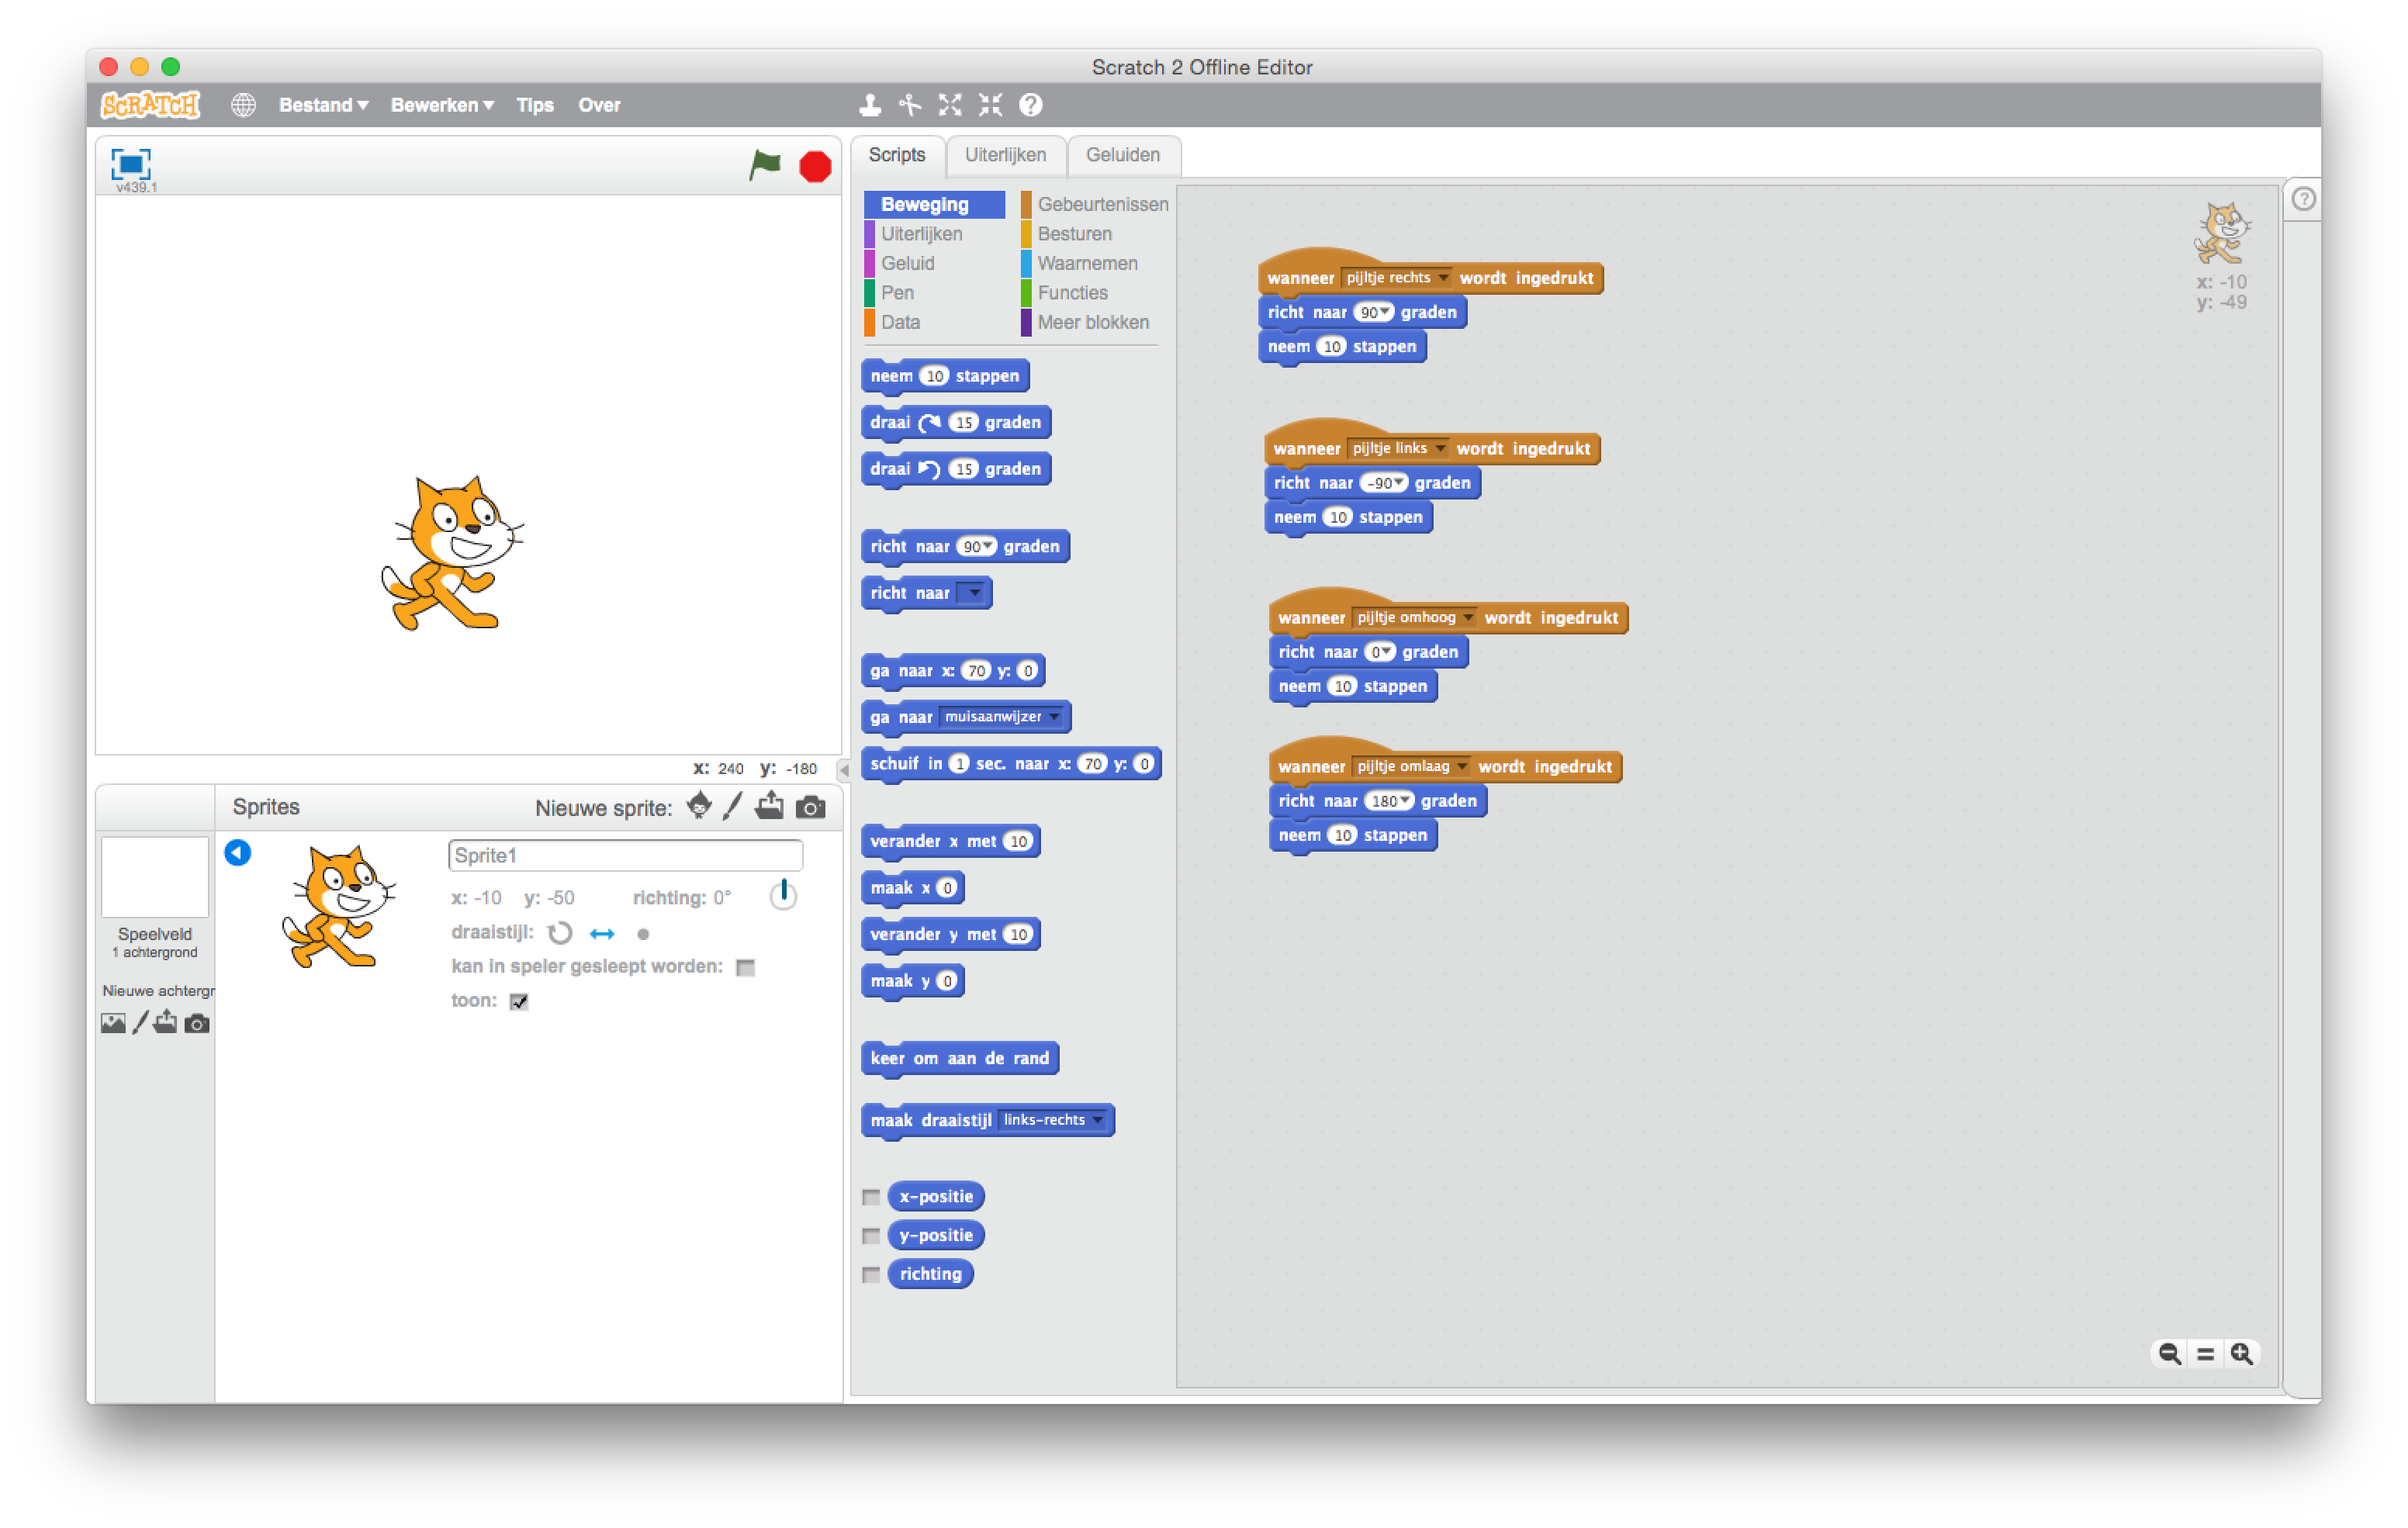 Scratch 2 Offline Editor
SCRATCH Bestand Bewerken Tips Over
v439.1
x: 240 y: -180
Sprites Nieuwe sprite:
Speelveld
1 achtergrond
Nieuwe achtergr
Sprite1
x: -10 y: -50 richting: 0°
draaistijl:
kan in speler gesleept worden:
toon:
Scripts Uiterlijken Geluiden
Beweging Gebeurtenissen
Uiterlijken Besturen
Geluid Waarnemen
Pen Functies
Data Meer blokken
neem 10 stappen
draai 15 graden
draai 15 graden
richt naar 90 graden
richt naar
ga naar x: 70 y: 0
ga naar muisaanwijzer
schuif in 1 sec. naar x: 70 y: 0
verander x met 10
maak x 0
verander y met 10
maak y 0
keer om aan de rand
maak draaistijl links-rechts
x-positie
y-positie
richting
wanneer pijltje rechts wordt ingedrukt
richt naar 90 graden
neem 10 stappen
wanneer pijltje links wordt ingedrukt
richt naar -90 graden
neem 10 stappen
wanneer pijltje omhoog wordt ingedrukt
richt naar 0 graden
neem 10 stappen
wanneer pijltje omlaag wordt ingedrukt
richt naar 180 graden
neem 10 stappen
x: -10
y: -49